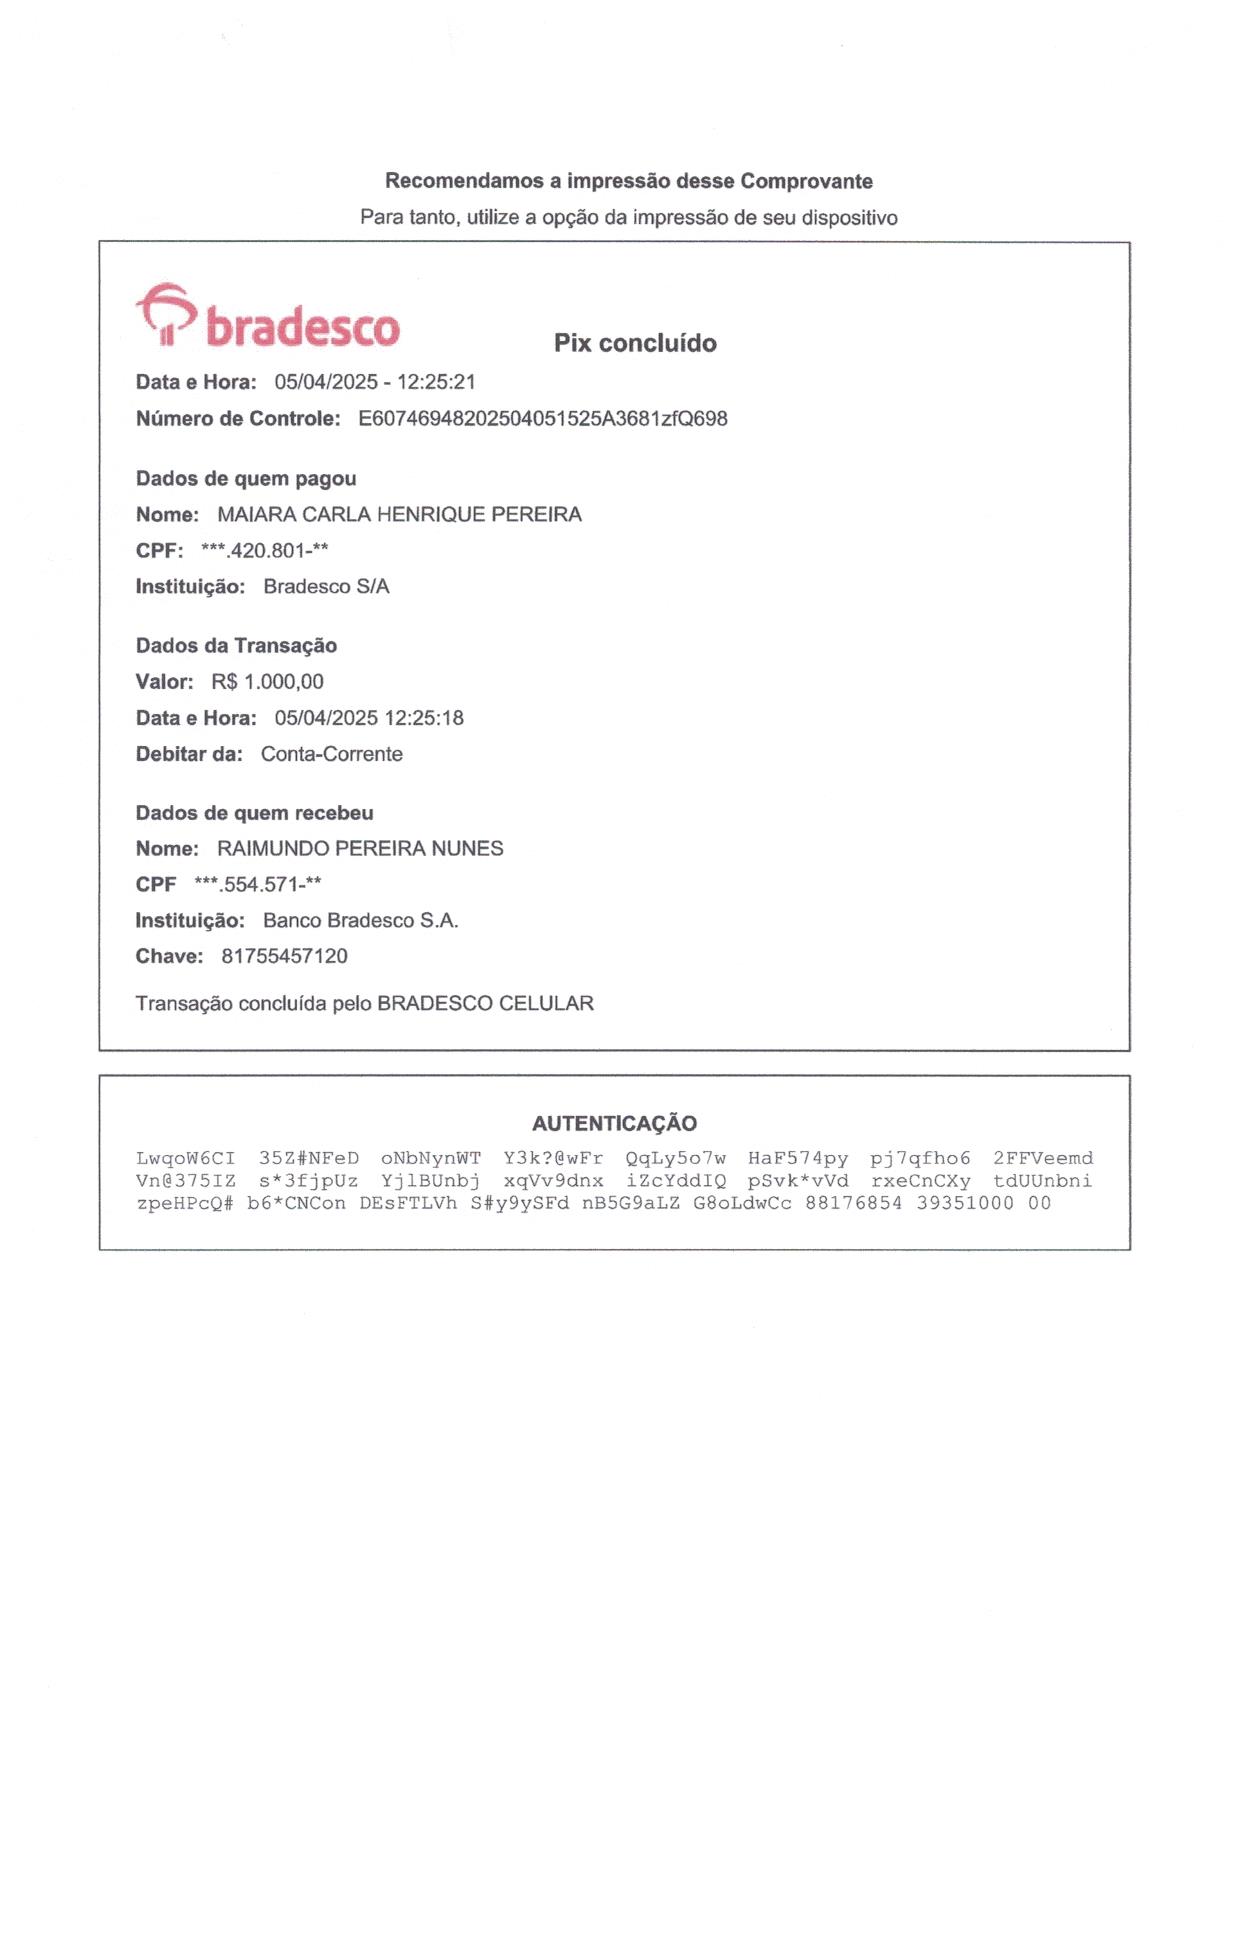 Recomendamos a impressão desse Comprovante
Para tanto, utilize a opção da impressão de seu dispositivo
bradesco
Pix concluído
Data e Hora: 05/04/2025 - 12:25:21
Número de Controle: E60746948202504051525A3681zfQ698
Dados de quem pagou
Nome: MAIARA CARLA HENRIQUE PEREIRA
CPF: ***.420.801-**
Instituição: Bradesco S/A
Dados da Transação
Valor: R$ 1.000,00
Data e Hora: 05/04/2025 12:25:18
Debitar da: Conta-Corrente
Dados de quem recebeu
Nome: RAIMUNDO PEREIRA NUNES
CPF ***.554.571-**
Instituição: Banco Bradesco S.A.
Chave: 81755457120
Transação concluída pelo BRADESCO CELULAR
AUTENTICAÇÃO
LwqoW6CI 35Z#NFeD oNbNynWT Y3k?@wFr QqLy5o7w HaF574py pj7qfho6 2FFVeemd
Vn@375IZ s*3fjpUz YjlBUnbj xqVv9dnx iZcYddIQ pSvk*vVd rxeCnCXy tdUUnbni
zpeHPcQ# b6*CNCon DEsFTLVh S#y9ySFd nB5G9aLZ G8oLdwCc 88176854 39351000 00